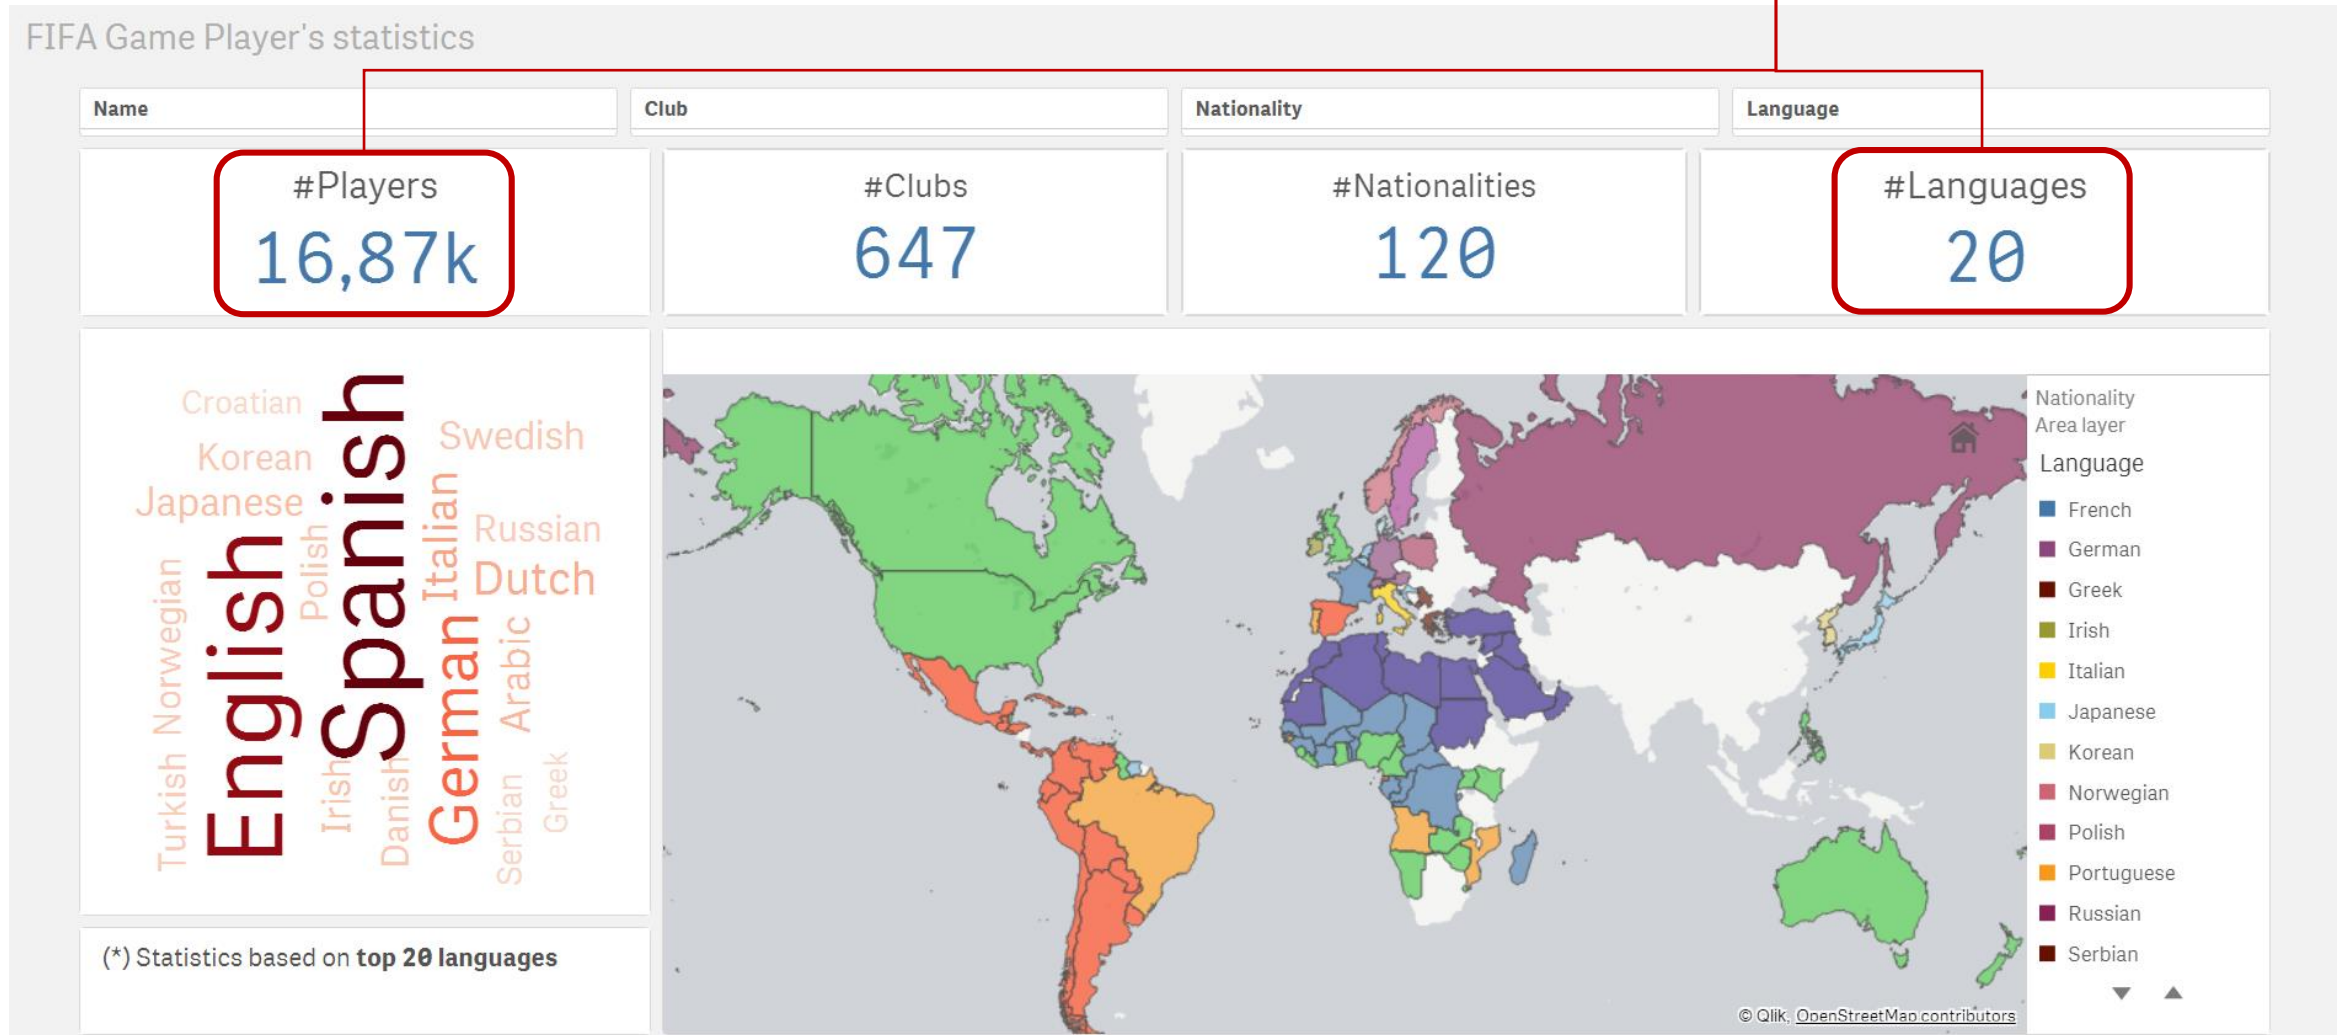 FIFA Game Player's statistics
Name
Club
Nationality
Language
#Players
16,87k
#Clubs
647
#Nationalities
120
#Languages
20
Croatian
Korean
Japanese
Swedish
Spanish
English
Italian
Russian
Polish
Dutch
Norwegian
German
Arabic
Turkish
Irish
Danish
Serbian
Greek
(*) Statistics based on top 20 languages
Nationality
Area layer
Language
French
German
Greek
Irish
Italian
Japanese
Korean
Norwegian
Polish
Portuguese
Russian
Serbian
© Qlik, OpenStreetMap contributors